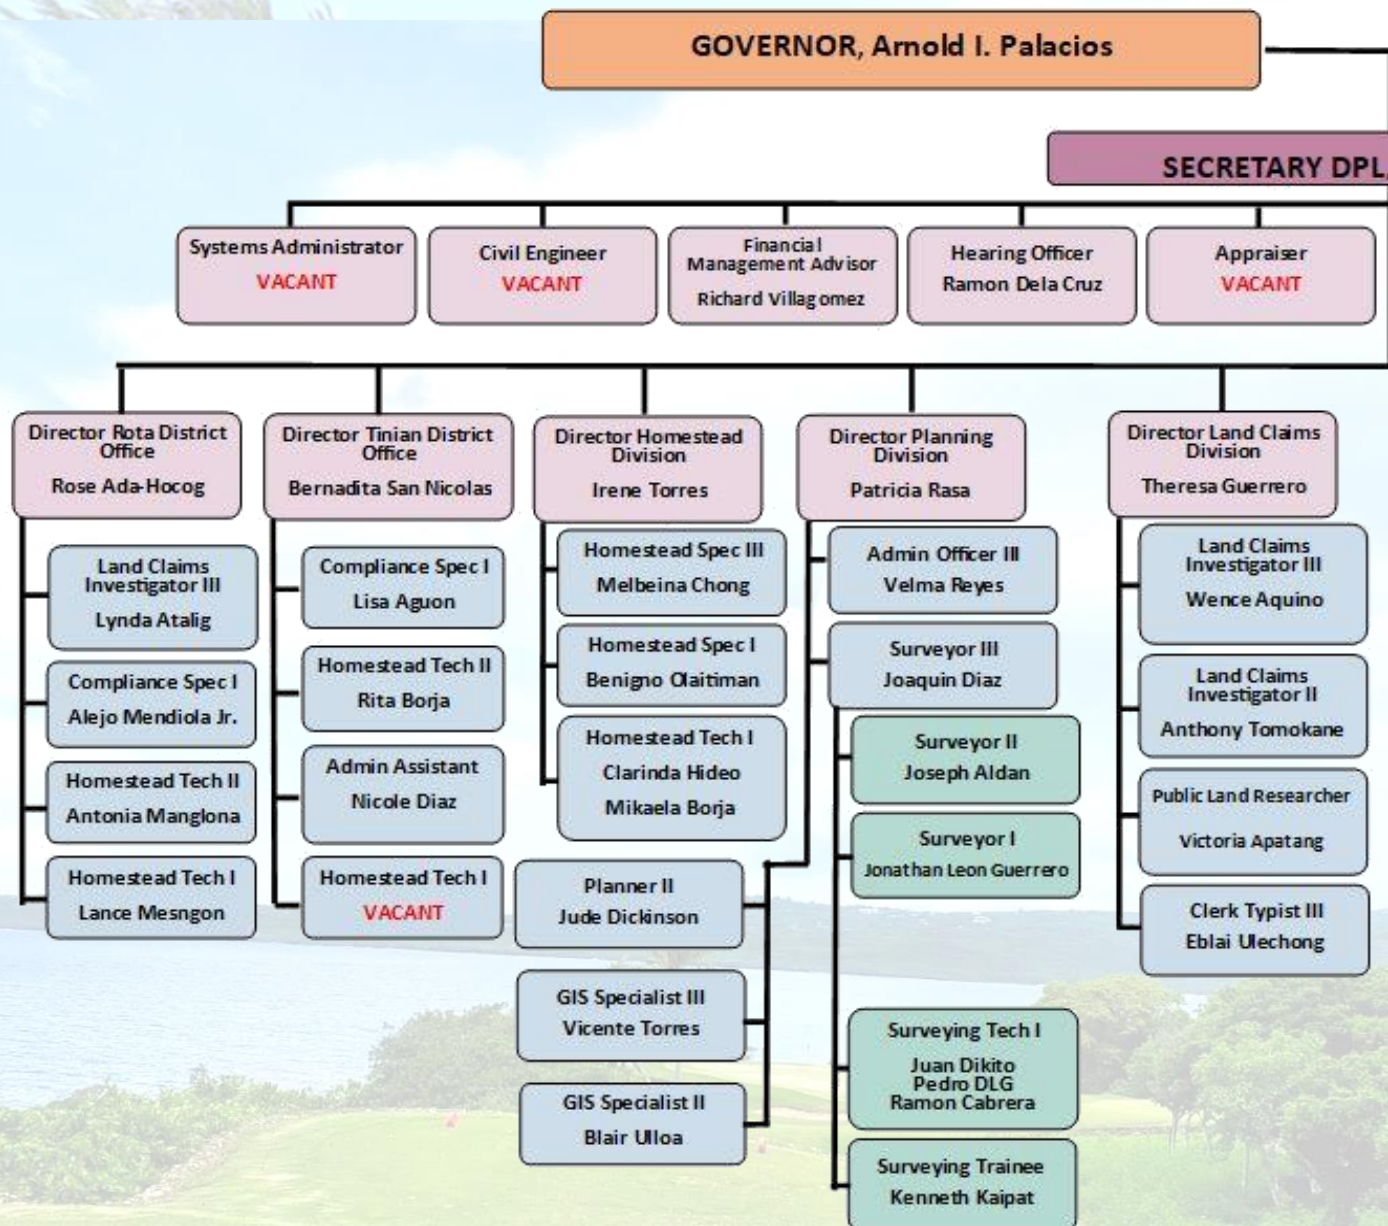 GOVERNOR, Arnold I. Palacios
SECRETARY DPL,
Systems Administrator
VACANT
Civil Engineer
VACANT
Financial
Management Advisor
Richard Villagomez
Hearing Officer
Ramon Dela Cruz
Appraiser
VACANT
Director Rota District
Office
Rose Ada-Hocog
Land Claims
Investigator III
Lynda Atalig
Compliance Spec I
Alejo Mendiola Jr.
Homestead Tech II
Antonia Manglona
Homestead Tech I
Lance Mesngon
Director Tinian District
Office
Bernadita San Nicolas
Compliance Spec I
Lisa Aguon
Homestead Tech II
Rita Borja
Admin Assistant
Nicole Diaz
Homestead Tech I
VACANT
Director Homestead
Division
Irene Torres
Homestead Spec III
Melbeina Chong
Homestead Spec I
Benigno Olaitiman
Homestead Tech I
Clarinda Hideo
Mikaela Borja
Director Planning
Division
Patricia Rasa
Admin Officer III
Velma Reyes
Surveyor III
Joaquin Diaz
Surveyor II
Joseph Aldan
Surveyor I
Jonathan Leon Guerrero
Surveying Tech I
Juan Dikito
Pedro DLG
Ramon Cabrera
Surveying Trainee
Kenneth Kaipat
Planner II
Jude Dickinson
GIS Specialist III
Vicente Torres
GIS Specialist II
Blair Ulloa
Director Land Claims
Division
Theresa Guerrero
Land Claims
Investigator III
Wence Aquino
Land Claims
Investigator II
Anthony Tomokane
Public Land Researcher
Victoria Apatang
Clerk Typist III
Eblai Ulechong